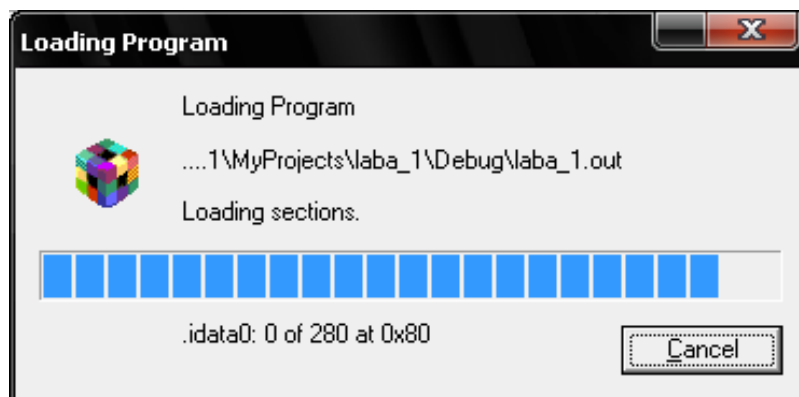 Loading Program
Loading Program
....1\MyProjects\laba_1\Debug\laba_1.out
Loading sections.
.idata0: 0 of 280 at 0x80
Cancel